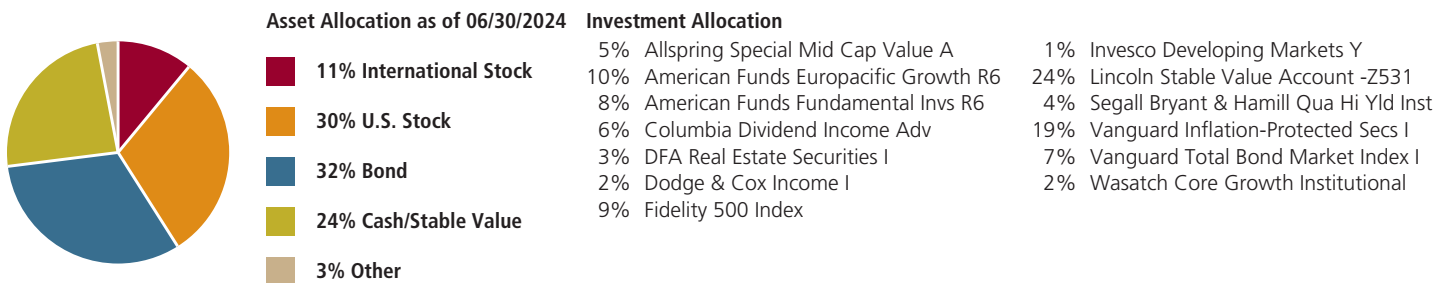 Asset Allocation as of 06/30/2024
11% International Stock
30% U.S. Stock
32% Bond
24% Cash/Stable Value
3% Other
Investment Allocation
5% Allspring Special Mid Cap Value A
10% American Funds Europacific Growth R6
8% American Funds Fundamental Invs R6
6% Columbia Dividend Income Adv
3% DFA Real Estate Securities I
2% Dodge & Cox Income I
9% Fidelity 500 Index
1% Invesco Developing Markets Y
24% Lincoln Stable Value Account -Z531
4% Segall Bryant & Hamill Qua Hi Yld Inst
19% Vanguard Inflation-Protected Secs I
7% Vanguard Total Bond Market Index I
2% Wasatch Core Growth Institutional